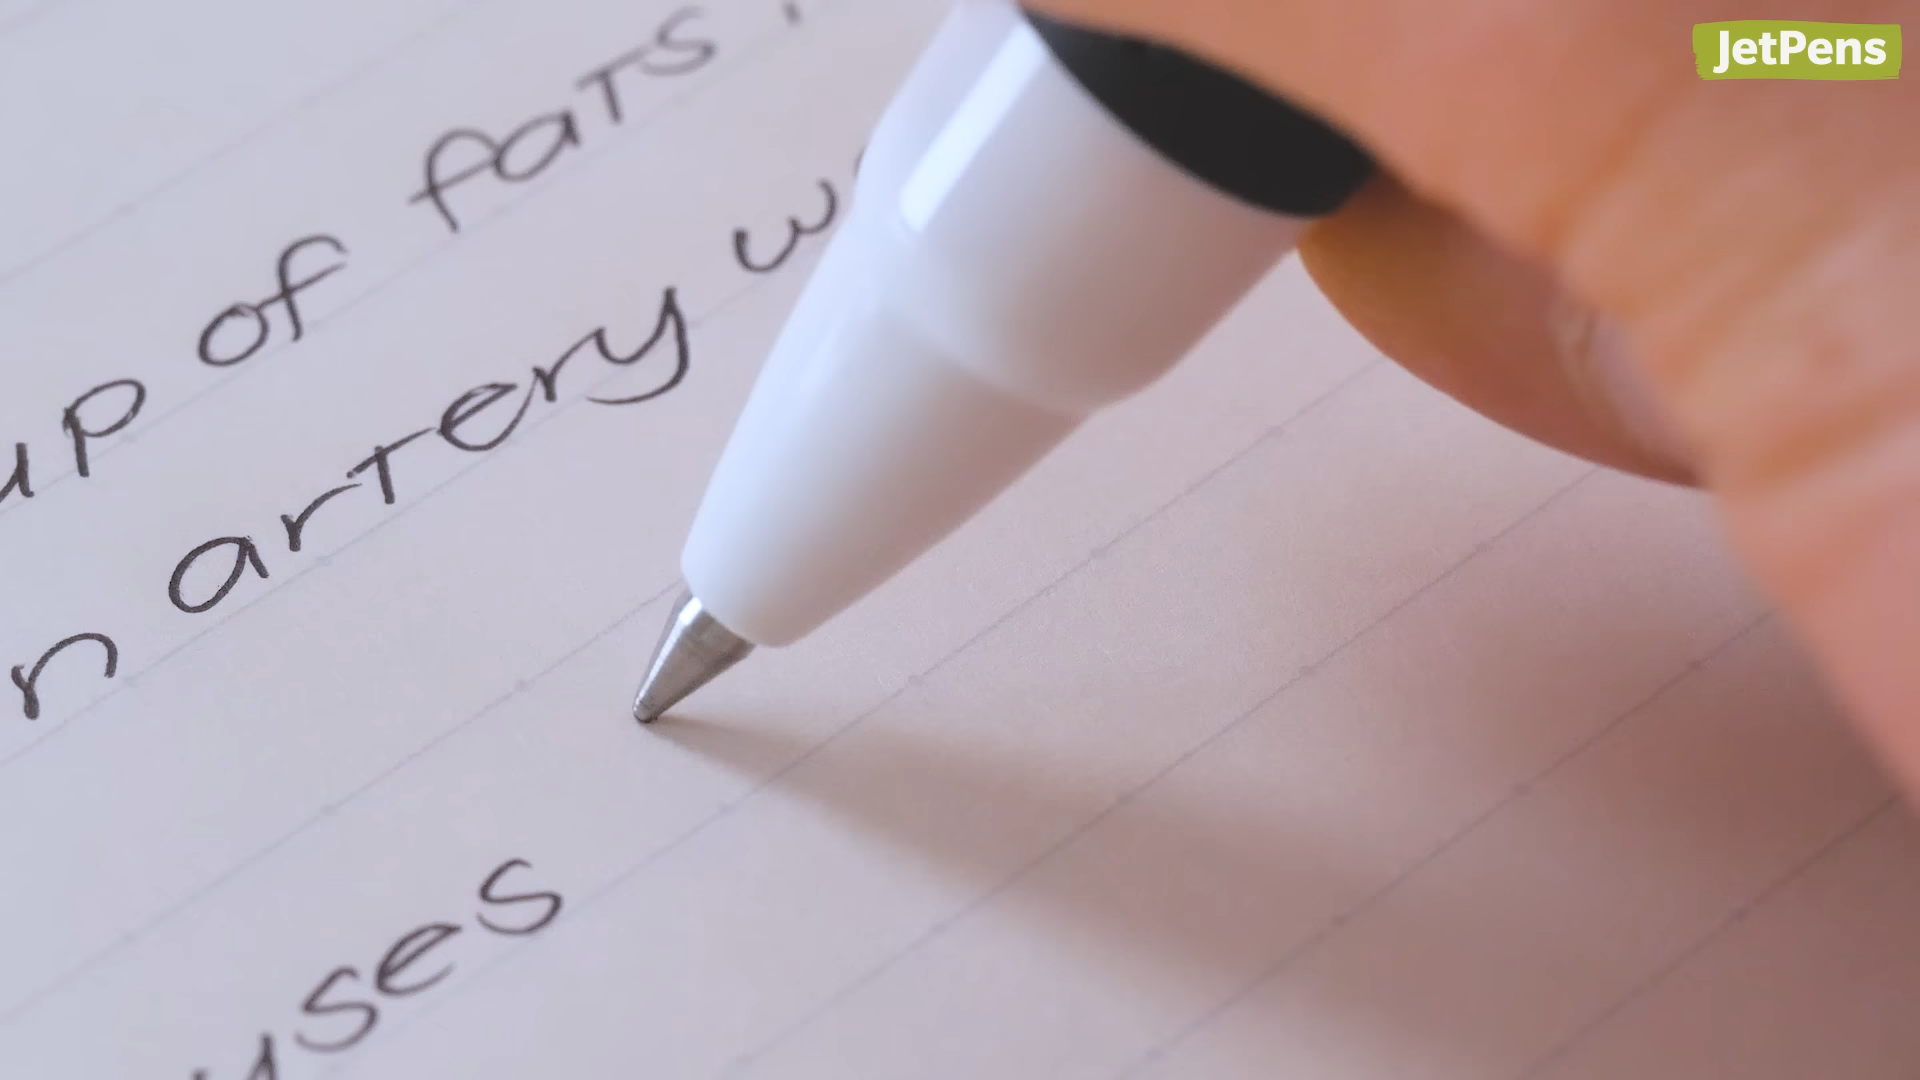 JetPens
up of fats,
n artery w
uses